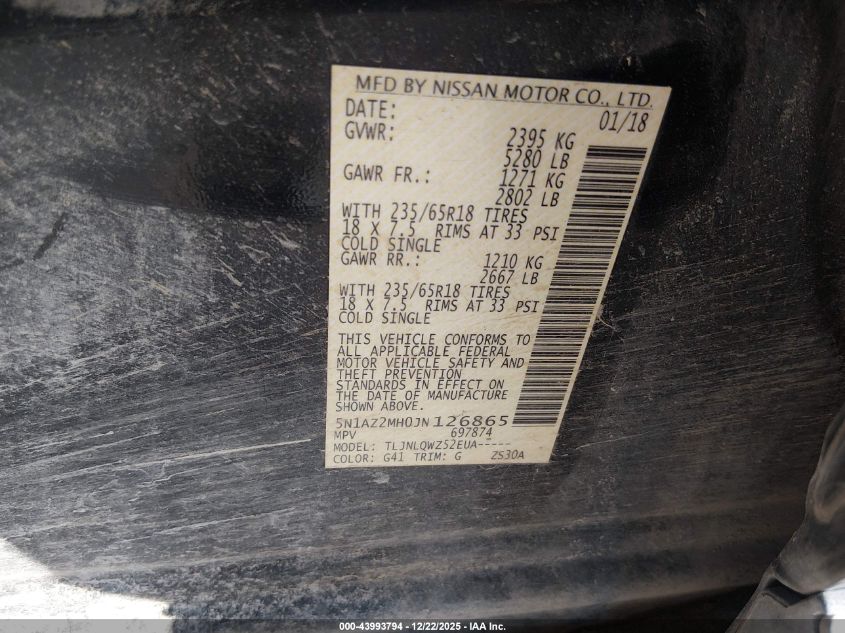 MFD BY NISSAN MOTOR CO., LTD.
DATE: 01/18
GVWR: 2395 KG
5280 LB
GAWR FR.: 1271 KG
2802 LB
WITH 235/65R18 TIRES
18 X 7.5 RIMS AT 33 PSI
COLD SINGLE
GAWR RR.: 1210 KG
2667 LB
WITH 235/65R18 TIRES
18 X 7.5 RIMS AT 33 PSI
COLD SINGLE
THIS VEHICLE CONFORMS TO
ALL APPLICABLE FEDERAL
MOTOR VEHICLE SAFETY AND
THEFT PREVENTION
STANDARDS IN EFFECT ON
THE DATE OF MANUFACTURE
SHOWN ABOVE.
5N1AZ2MH0JN126865
MPV 697874
MODEL: TLJNLQWZ52EUA-----
COLOR: G41 TRIM: G ZS30A
000-43993794 • 12/22/2025 - IAA Inc.